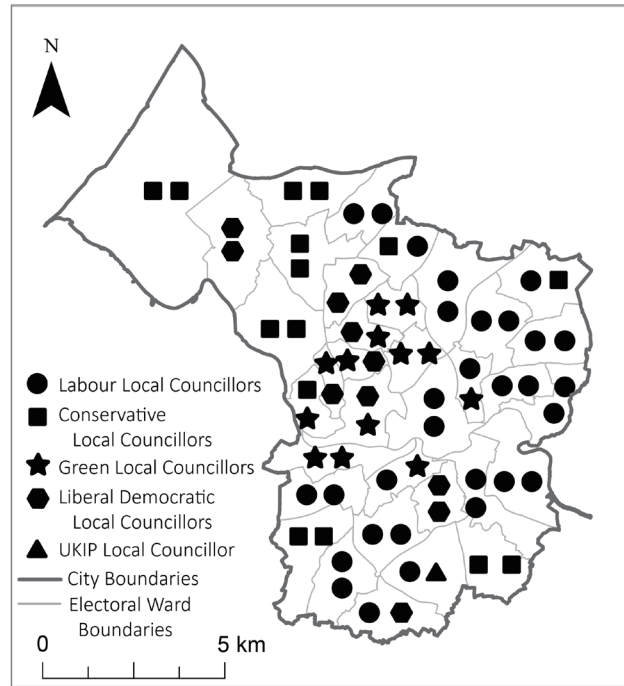 N
Labour Local Councillors
Conservative
Local Councillors
Green Local Councillors
Liberal Democratic
Local Councillors
UKIP Local Councillor
City Boundaries
Electoral Ward
Boundaries
0 5 km